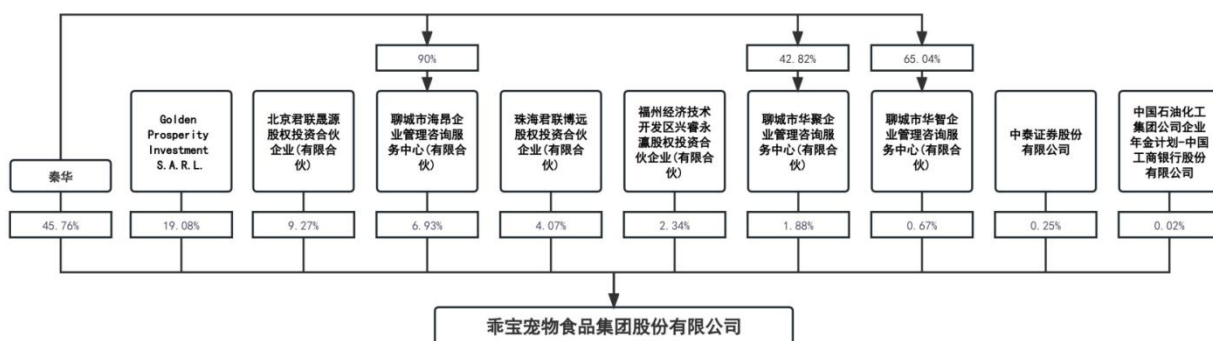 90%
42.82%
65.04%
秦华
Golden
Prosperity
Investment
S.A.R.L.
北京君联晟源
股权投资合伙
企业(有限合
伙)
聊城市海昂企
业管理咨询服
务中心(有限合
伙)
珠海君联博远
股权投资合伙
企业(有限合
伙)
福州经济技术
开发区兴睿永
瀛股权投资合
伙企业(有限合
伙)
聊城市华聚企
业管理咨询服
务中心(有限合
伙)
聊城市华智企
业管理咨询服
务中心(有限合
伙)
中泰证券股份
有限公司
中国石油化工
集团公司企业
年金计划-中国
工商银行股份
有限公司
45.76%
19.08%
9.27%
6.93%
4.07%
2.34%
1.88%
0.67%
0.25%
0.02%
乖宝宠物食品集团股份有限公司